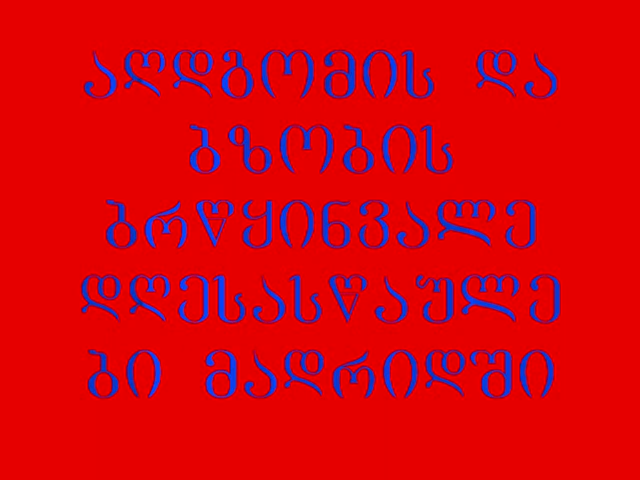 აღდგომის და
ბზობის
ბრწყინვალე
დღესასწაულე
ბი მადრიდში